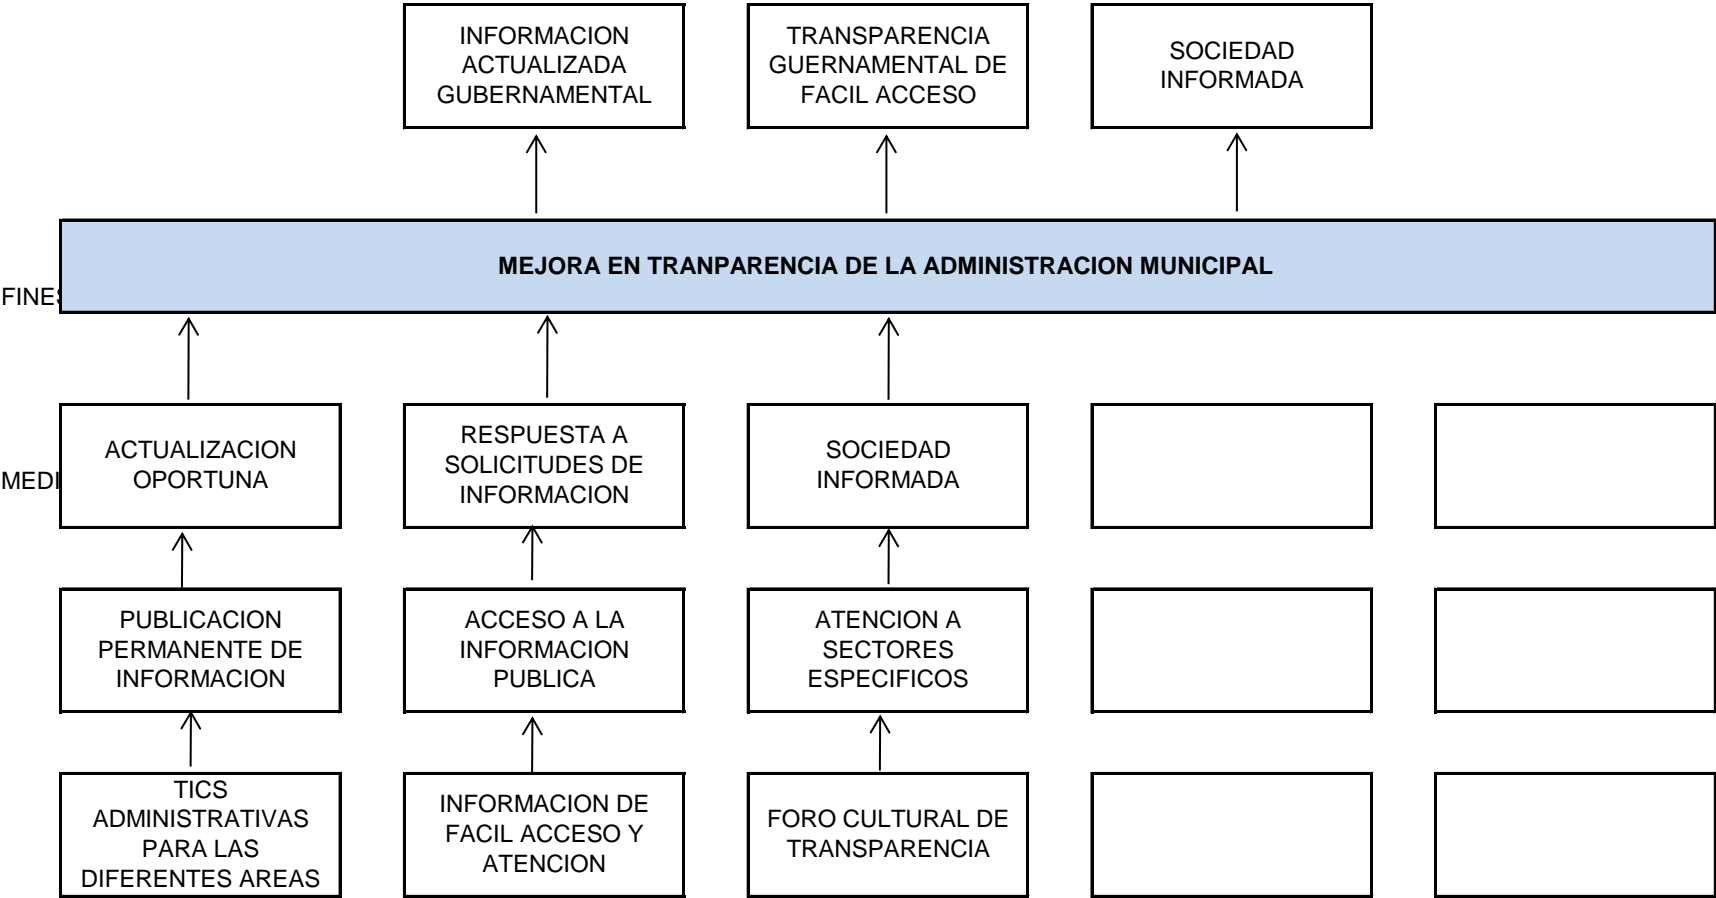 INFORMACION
ACTUALIZADA
GUBERNAMENTAL
TRANSPARENCIA
GUERNAMENTAL DE
FACIL ACCESO
SOCIEDAD
INFORMADA
MEJORA EN TRANPARENCIA DE LA ADMINISTRACION MUNICIPAL
FINES
ACTUALIZACION
OPORTUNA
RESPUESTA A
SOLICITUDES DE
INFORMACION
SOCIEDAD
INFORMADA
MEDI
PUBLICACION
PERMANENTE DE
INFORMACION
ACCESO A LA
INFORMACION
PUBLICA
ATENCION A
SECTORES
ESPECIFICOS
TICS
ADMINISTRATIVAS
PARA LAS
DIFERENTES AREAS
INFORMACION DE
FACIL ACCESO Y
ATENCION
FORO CULTURAL DE
TRANSPARENCIA